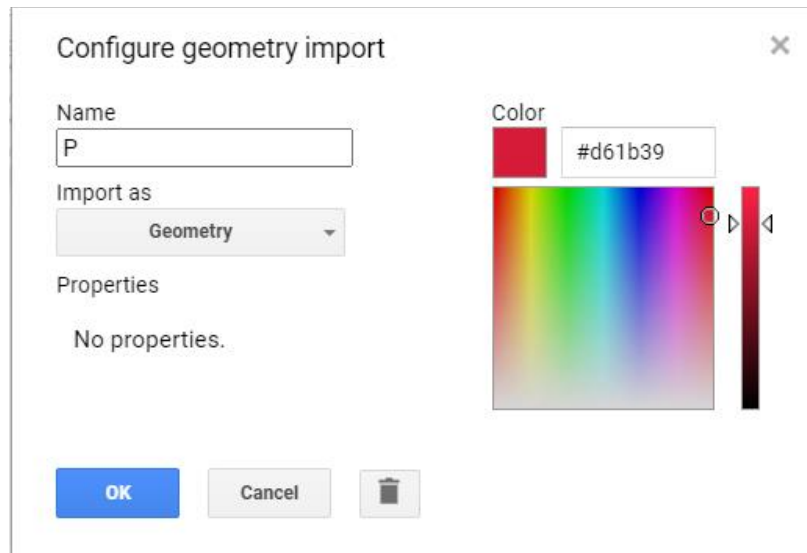 Configure geometry import
Name
P
Import as
Geometry
Properties
No properties.
Color
#d61b39
OK
Cancel